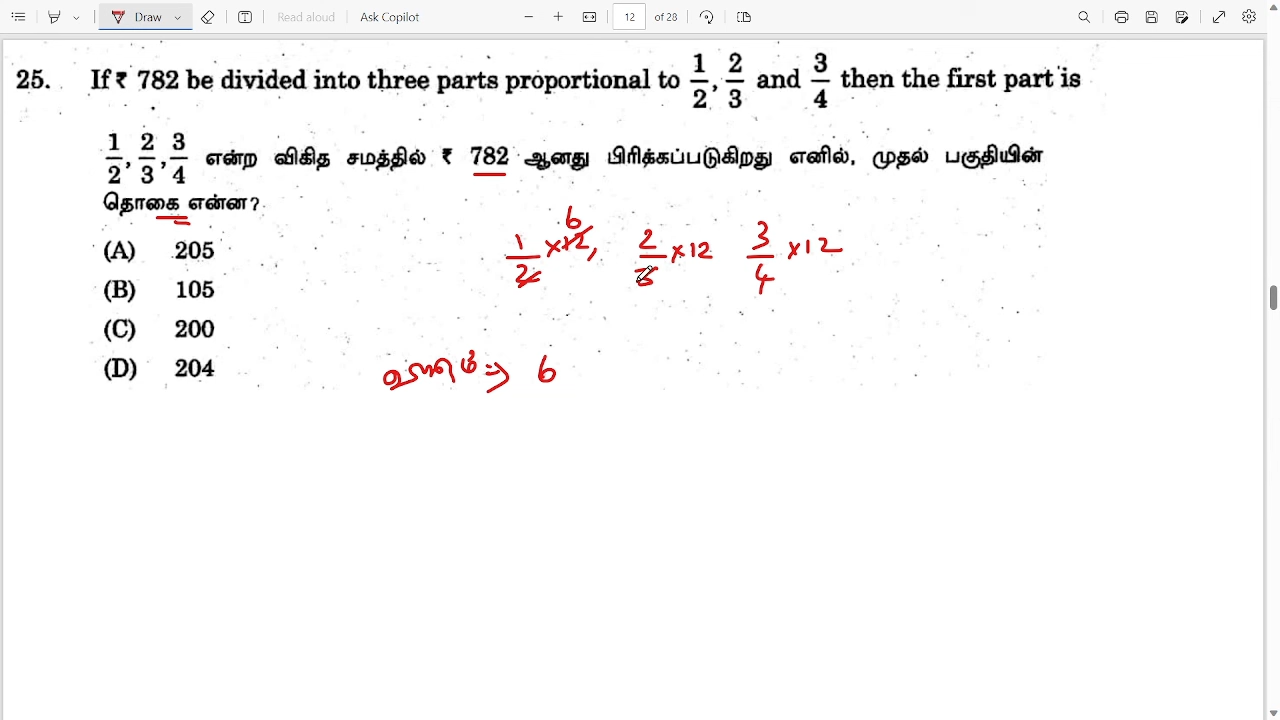 Draw Read aloud Ask Copilot 12 of 28
25. If ₹ 782 be divided into three parts proportional to 1/2, 2/3 and 3/4 then the first part is
1/2, 2/3, 3/4 என்ற விகித சமத்தில் ₹ 782 ஆனது பிரிக்கப்படுகிறது எனில், முதல் பகுதியின்
தொகை என்ன?
6
1/2 ×12, 2/3 ×12 3/4 ×12
(A) 205
(B) 105
(C) 200
(D) 204
⇒ 6